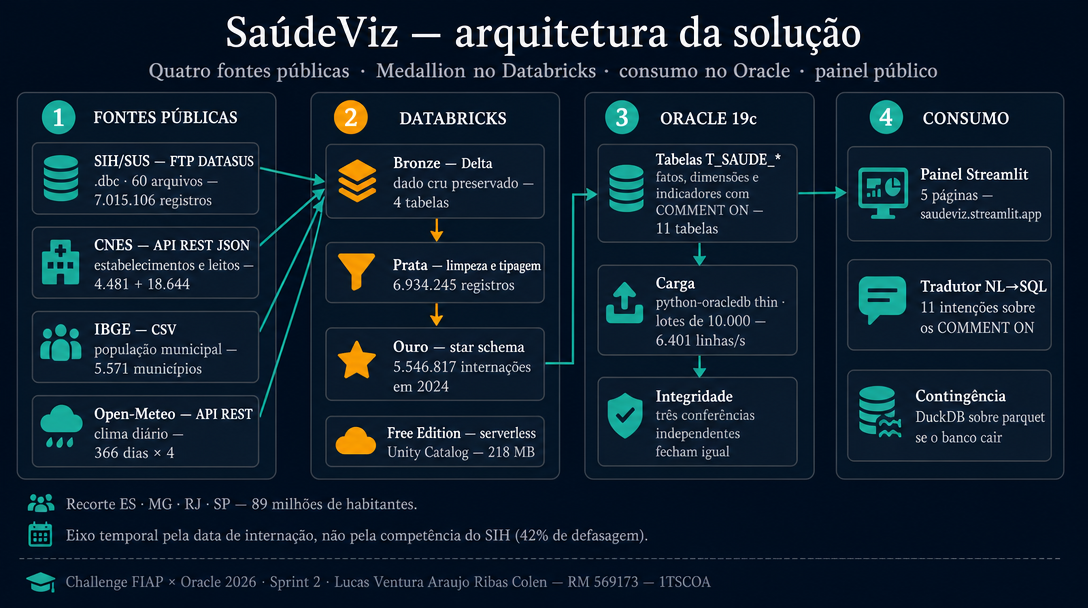 SaúdeViz — arquitetura da solução
Quatro fontes públicas · Medallion no Databricks · consumo no Oracle · painel público
1 FONTES PÚBLICAS
SIH/SUS — FTP DATASUS
.dbc · 60 arquivos —
7.015.106 registros
CNES — API REST JSON
estabelecimentos e leitos —
4.481 + 18.644
IBGE — CSV
população municipal —
5.571 municípios
Open-Meteo — API REST
clima diário —
366 dias × 4
2 DATABRICKS
Bronze — Delta
dado cru preservado —
4 tabelas
Prata — limpeza e tipagem
6.934.245 registros
Ouro — star schema
5.546.817 internações
em 2024
Free Edition — serverless
Unity Catalog — 218 MB
3 ORACLE 19c
Tabelas T_SAUDE_*
fatos, dimensões e
indicadores com
COMMENT ON —
11 tabelas
Carga
python-oracledb thin ·
lotes de 10.000 —
6.401 linhas/s
Integridade
três conferências
independentes
fecham igual
4 CONSUMO
Painel Streamlit
5 páginas —
saudeviz.streamlit.app
Tradutor NL→SQL
11 intenções sobre
os COMMENT ON
Contingência
DuckDB sobre parquet
se o banco cair
Recorte ES · MG · RJ · SP — 89 milhões de habitantes.
Eixo temporal pela data de internação, não pela competência do SIH (42% de defasagem).
Challenge FIAP × Oracle 2026 · Sprint 2 · Lucas Ventura Araujo Ribas Colen — RM 569173 — 1TSCOA